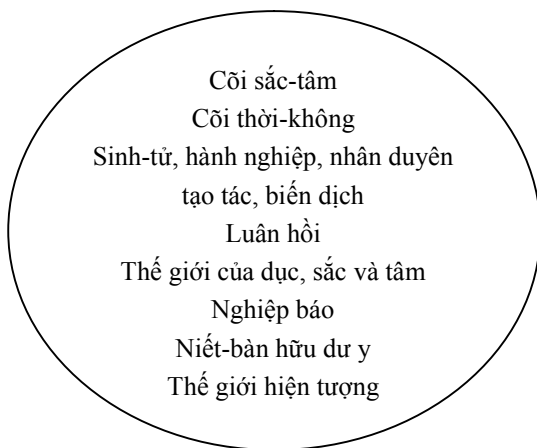 Cõi sắc-tâm
Cõi thời-không
Sinh-tử, hành nghiệp, nhân duyên
tạo tác, biến dịch
Luân hồi
Thế giới của dục, sắc và tâm
Nghiệp báo
Niết-bàn hữu dư y
Thế giới hiện tượng